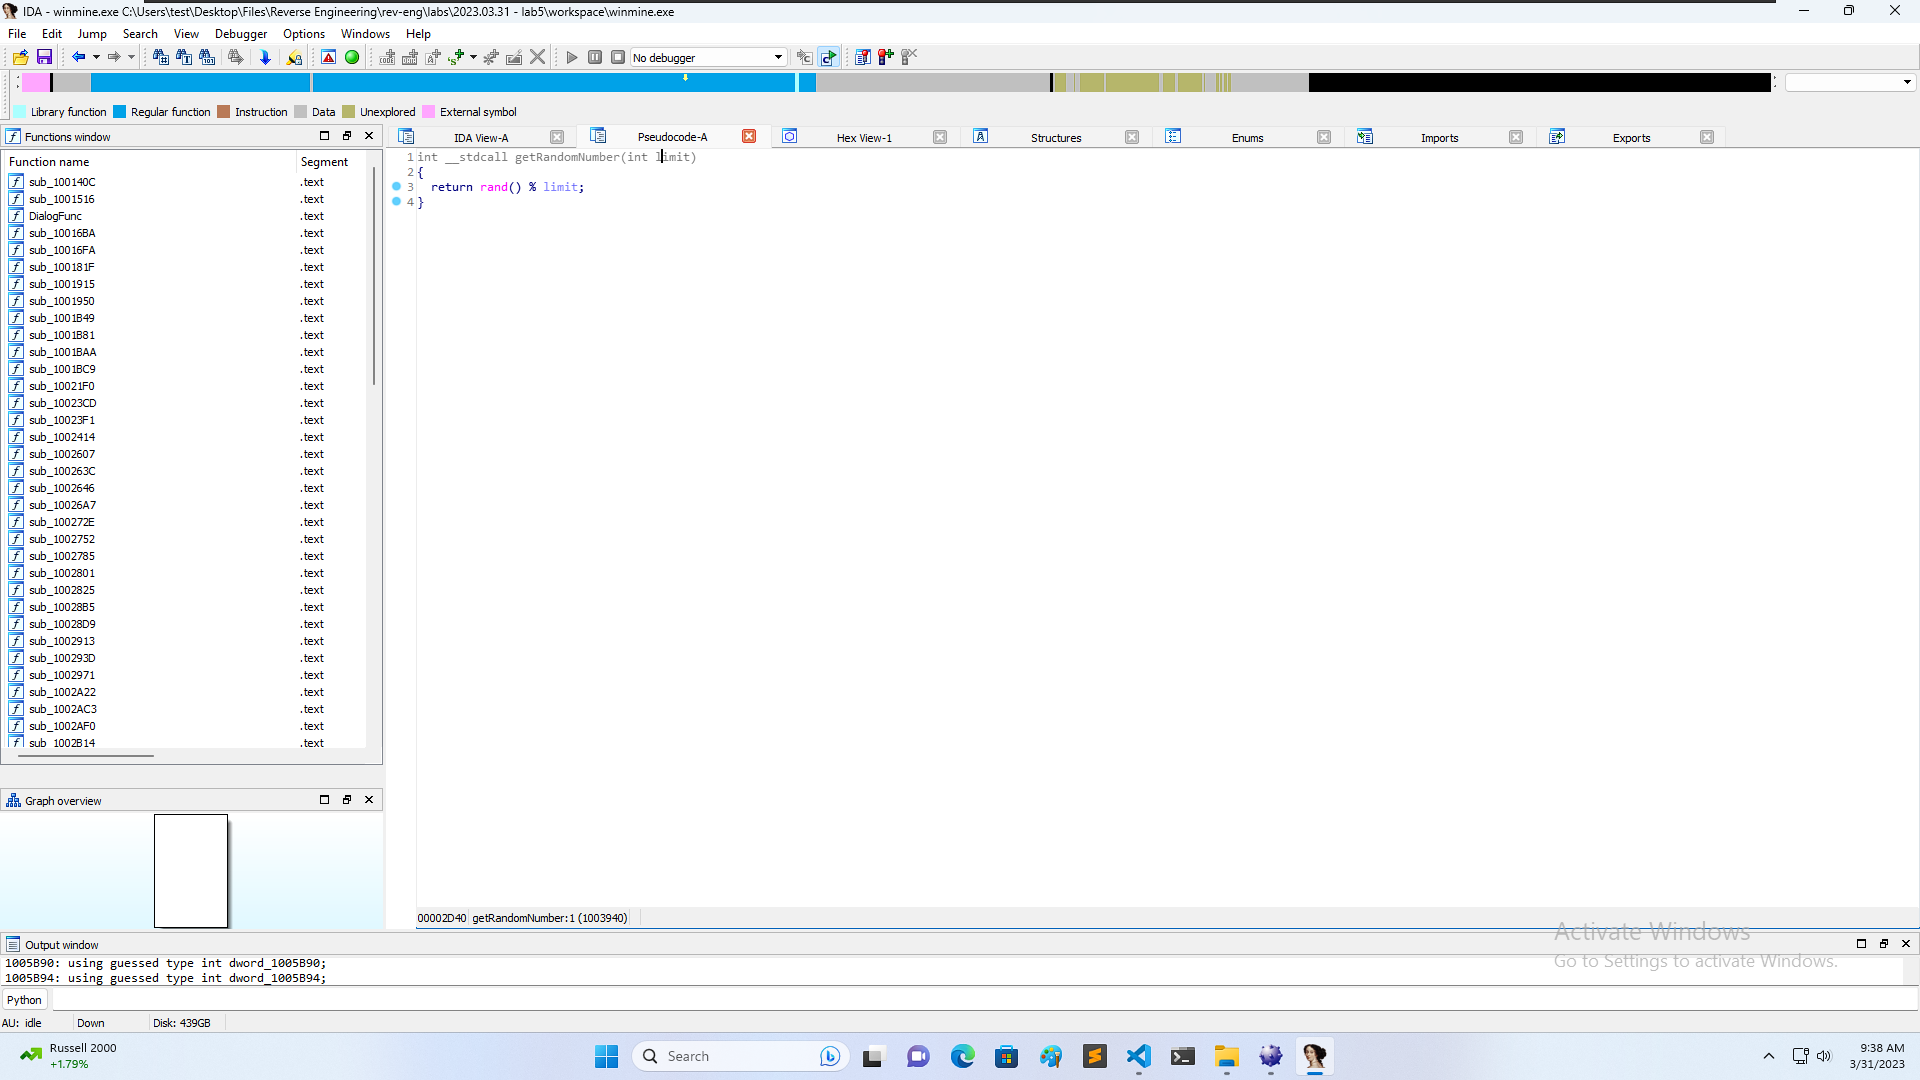 IDA - winmine.exe C:\Users\test\Desktop\Files\Reverse Engineering\rev-eng\labs\2023.03.31 - lab5\workspace\winmine.exe
File Edit Jump Search View Debugger Options Windows Help
No debugger
Library function Regular function Instruction Data Unexplored External symbol
Functions window
IDA View-A Pseudocode-A Hex View-1 Structures Enums Imports Exports
Function name Segment
sub_100140C .text
sub_1001516 .text
DialogFunc .text
sub_10016BA .text
sub_10016FA .text
sub_100181F .text
sub_1001915 .text
sub_1001950 .text
sub_1001B49 .text
sub_1001B81 .text
sub_1001BAA .text
sub_1001BC9 .text
sub_10021F0 .text
sub_10023CD .text
sub_10023F1 .text
sub_1002414 .text
sub_1002607 .text
sub_100263C .text
sub_1002646 .text
sub_10026A7 .text
sub_100272E .text
sub_1002752 .text
sub_1002785 .text
sub_1002801 .text
sub_1002825 .text
sub_10028B5 .text
sub_10028D9 .text
sub_1002913 .text
sub_100293D .text
sub_1002971 .text
sub_1002A22 .text
sub_1002AC3 .text
sub_1002AF0 .text
sub_1002B14 .text
1 int __stdcall getRandomNumber(int limit)
2 {
3 return rand() % limit;
4 }
00002D40 getRandomNumber:1 (1003940)
Graph overview
Output window
1005B90: using guessed type int dword_1005B90;
1005B94: using guessed type int dword_1005B94;
Python
AU: idle Down Disk: 439GB
Activate Windows
Go to Settings to activate Windows.
Russell 2000
+1.79%
Search
9:38 AM
3/31/2023